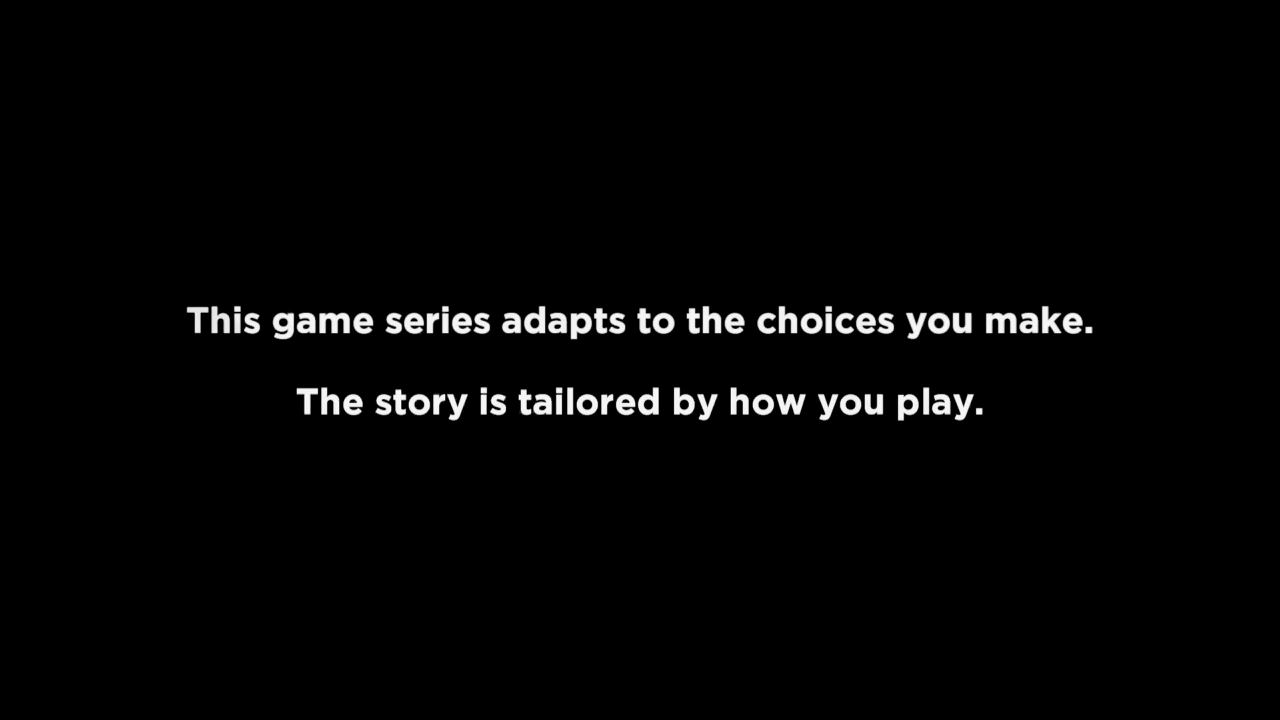 This game series adapts to the choices you make.
The story is tailored by how you play.